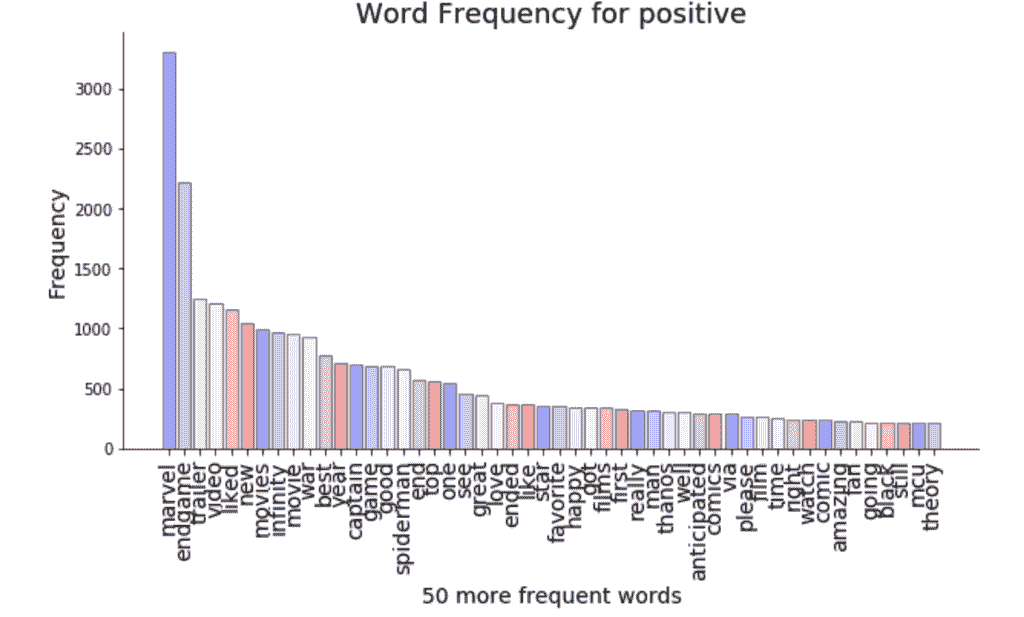 Word Frequency for positive
Frequency
3000
2500
2000
1500
1000
500
0
marvel
endgame
trailer
video
liked
new
movies
infinity
movie
war
best
year
captain
game
good
spiderman
end
top
one
see
great
love
ended
like
star
favorite
happy
got
films
first
really
man
thanos
well
anticipated
comics
via
please
film
time
right
watch
comic
amazing
fan
going
black
still
mcu
theory
50 more frequent words